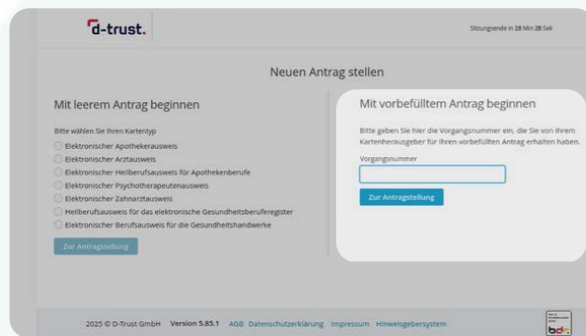 d-trust.
Sitzungsende in 28 Min 28 Sek
Neuen Antrag stellen
Mit leerem Antrag beginnen
Bitte wählen Sie Ihren Kartentyp
Elektronischer Apothekerausweis
Elektronischer Arztausweis
Elektronischer Heilberufsausweis für Apothekenberufe
Elektronischer Psychotherapeutenausweis
Elektronischer Zahnarztausweis
Heilberufsausweis für das elektronische Gesundheitsberuferegister
Elektronischer Berufsausweis für die Gesundheitshandwerke
Zur Antragstellung
Mit vorbefülltem Antrag beginnen
Bitte geben Sie hier die Vorgangsnummer ein, die Sie von Ihrem
Kartenherausgeber für Ihren vorbefüllten Antrag erhalten haben.
Vorgangsnummer
Zur Antragstellung
2025 © D-Trust GmbH Version 5.85.1 AGB Datenschutzerklärung Impressum Hinweisgebersystem
bdr.